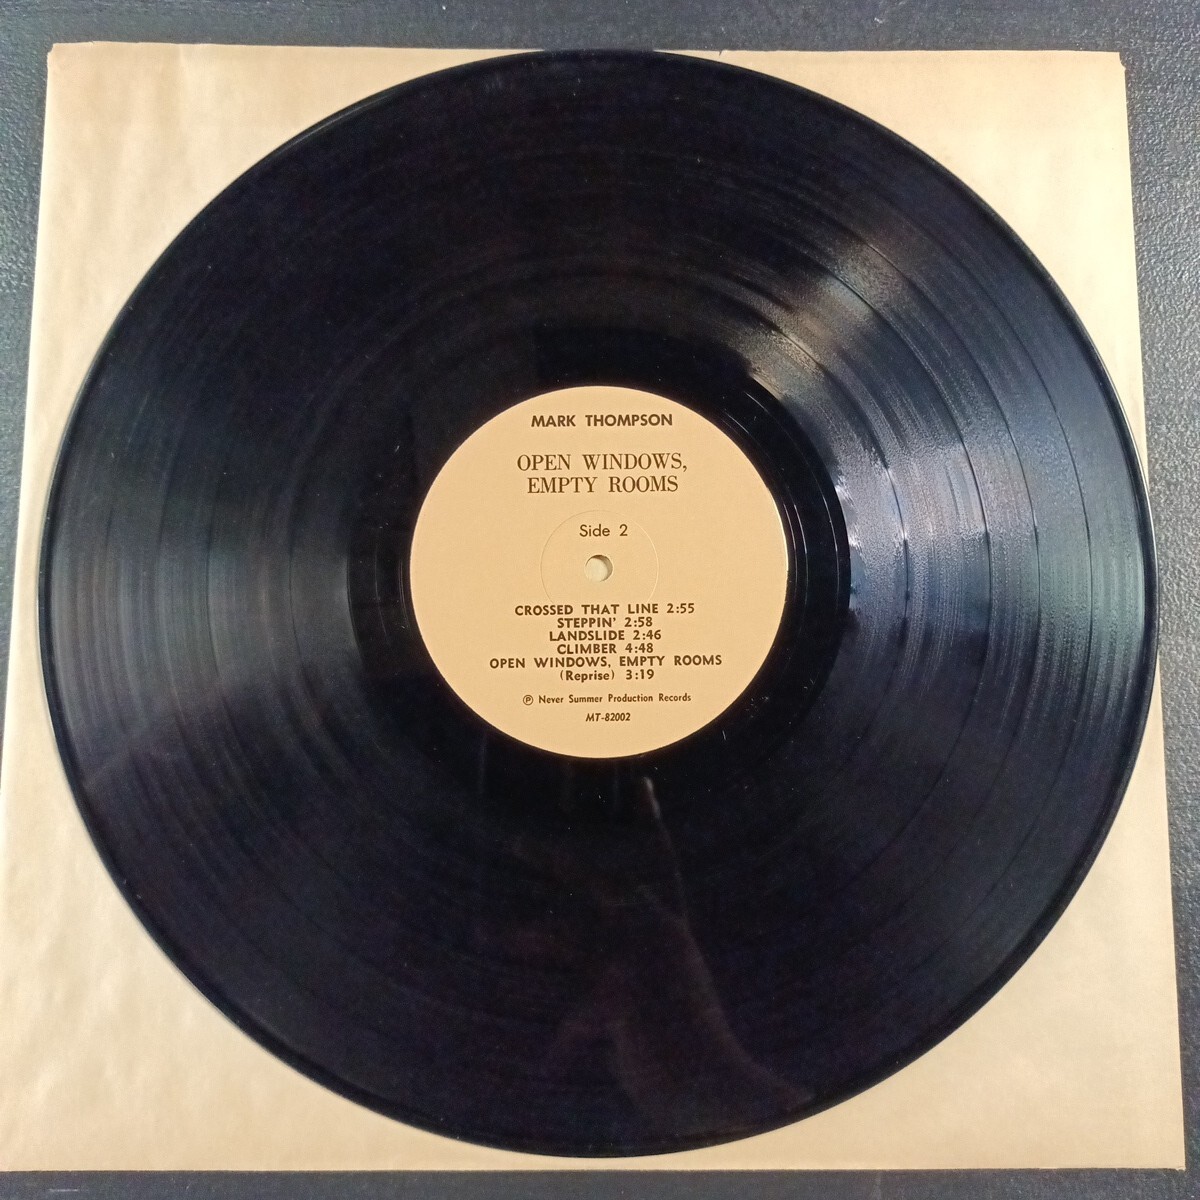 MARK THOMPSON
OPEN WINDOWS,
EMPTY ROOMS
Side 2
CROSSED THAT LINE 2:55
STEPPIN' 2:58
LANDSLIDE 2:46
CLIMBER 4:48
OPEN WINDOWS, EMPTY ROOMS
(Reprise) 3:19
℗ Never Summer Production Records
MT-82002